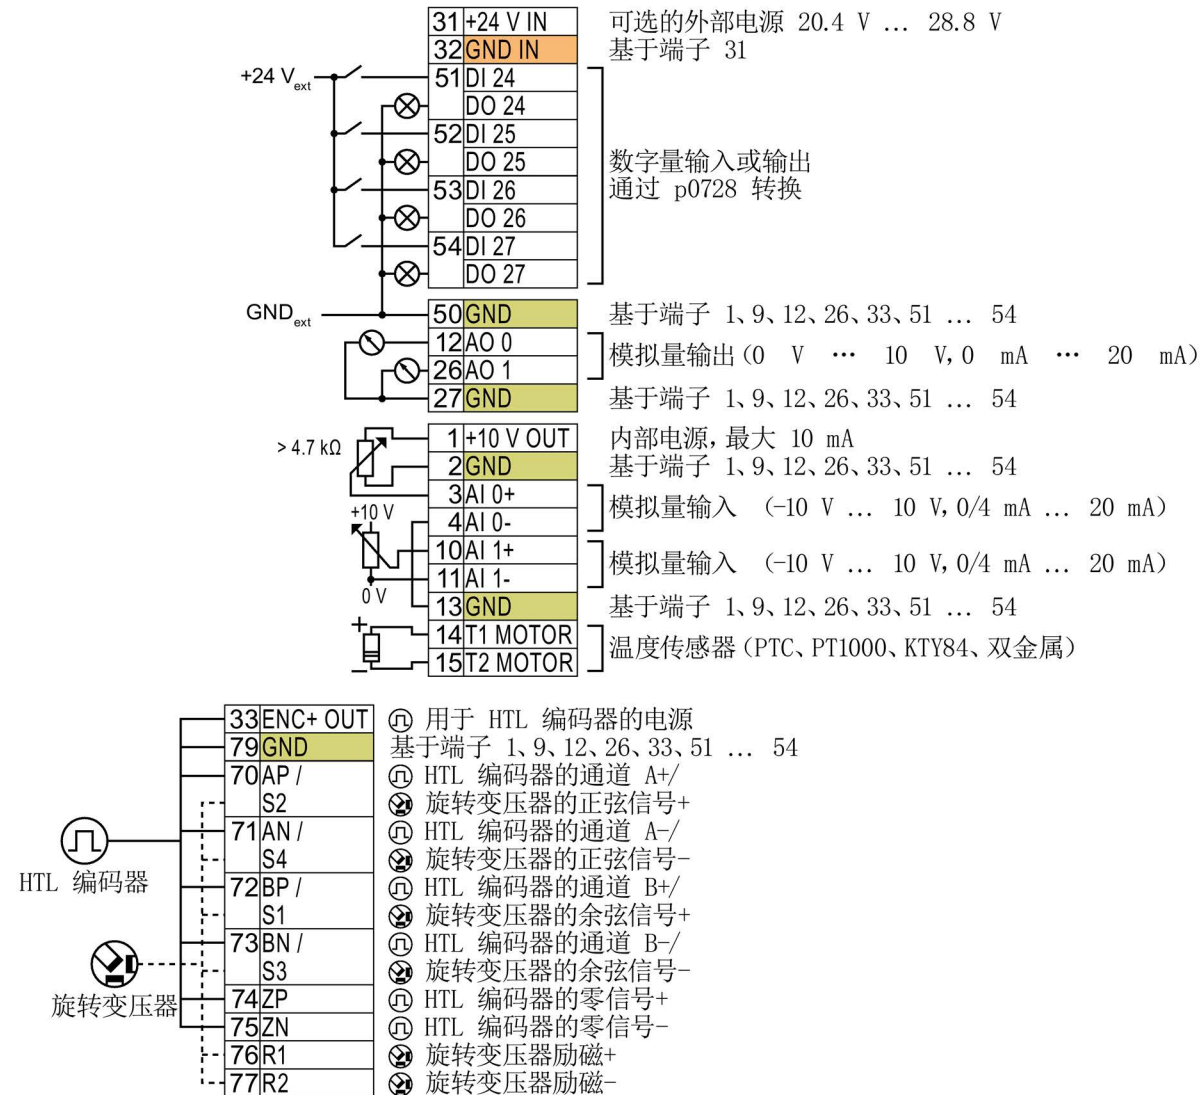 31 +24 V IN 可选的外部电源 20.4 V ... 28.8 V
32 GND IN 基于端子 31
+24 Vext 51 DI 24
DO 24
52 DI 25
DO 25 数字量输入或输出
53 DI 26 通过 p0728 转换
DO 26
54 DI 27
DO 27
GNDext 50 GND 基于端子 1、9、12、26、33、51 ... 54
12 AO 0
26 AO 1
模拟量输出(0 V … 10 V, 0 mA … 20 mA)
27 GND 基于端子 1、9、12、26、33、51 ... 54
> 4.7 kΩ 1 +10 V OUT 内部电源, 最大 10 mA
2 GND 基于端子 1、9、12、26、33、51 ... 54
3 AI 0+
模拟量输入 (-10 V ... 10 V, 0/4 mA ... 20 mA)
+10 V 4 AI 0-
10 AI 1+
模拟量输入 (-10 V ... 10 V, 0/4 mA ... 20 mA)
11 AI 1-
0 V 13 GND 基于端子 1、9、12、26、33、51 ... 54
+ 14 T1 MOTOR
温度传感器(PTC、PT1000、KTY84、双金属)
- 15 T2 MOTOR
33 ENC+ OUT 用于 HTL 编码器的电源
79 GND 基于端子 1、9、12、26、33、51 ... 54
70 AP / HTL 编码器的通道 A+/
S2 旋转变压器的正弦信号+
71 AN / HTL 编码器的通道 A-/
S4 旋转变压器的正弦信号-
HTL 编码器
72 BP / HTL 编码器的通道 B+/
S1 旋转变压器的余弦信号+
73 BN / HTL 编码器的通道 B-/
S3 旋转变压器的余弦信号-
旋转变压器
74 ZP HTL 编码器的零信号+
75 ZN HTL 编码器的零信号-
76 R1 旋转变压器励磁+
77 R2 旋转变压器励磁-